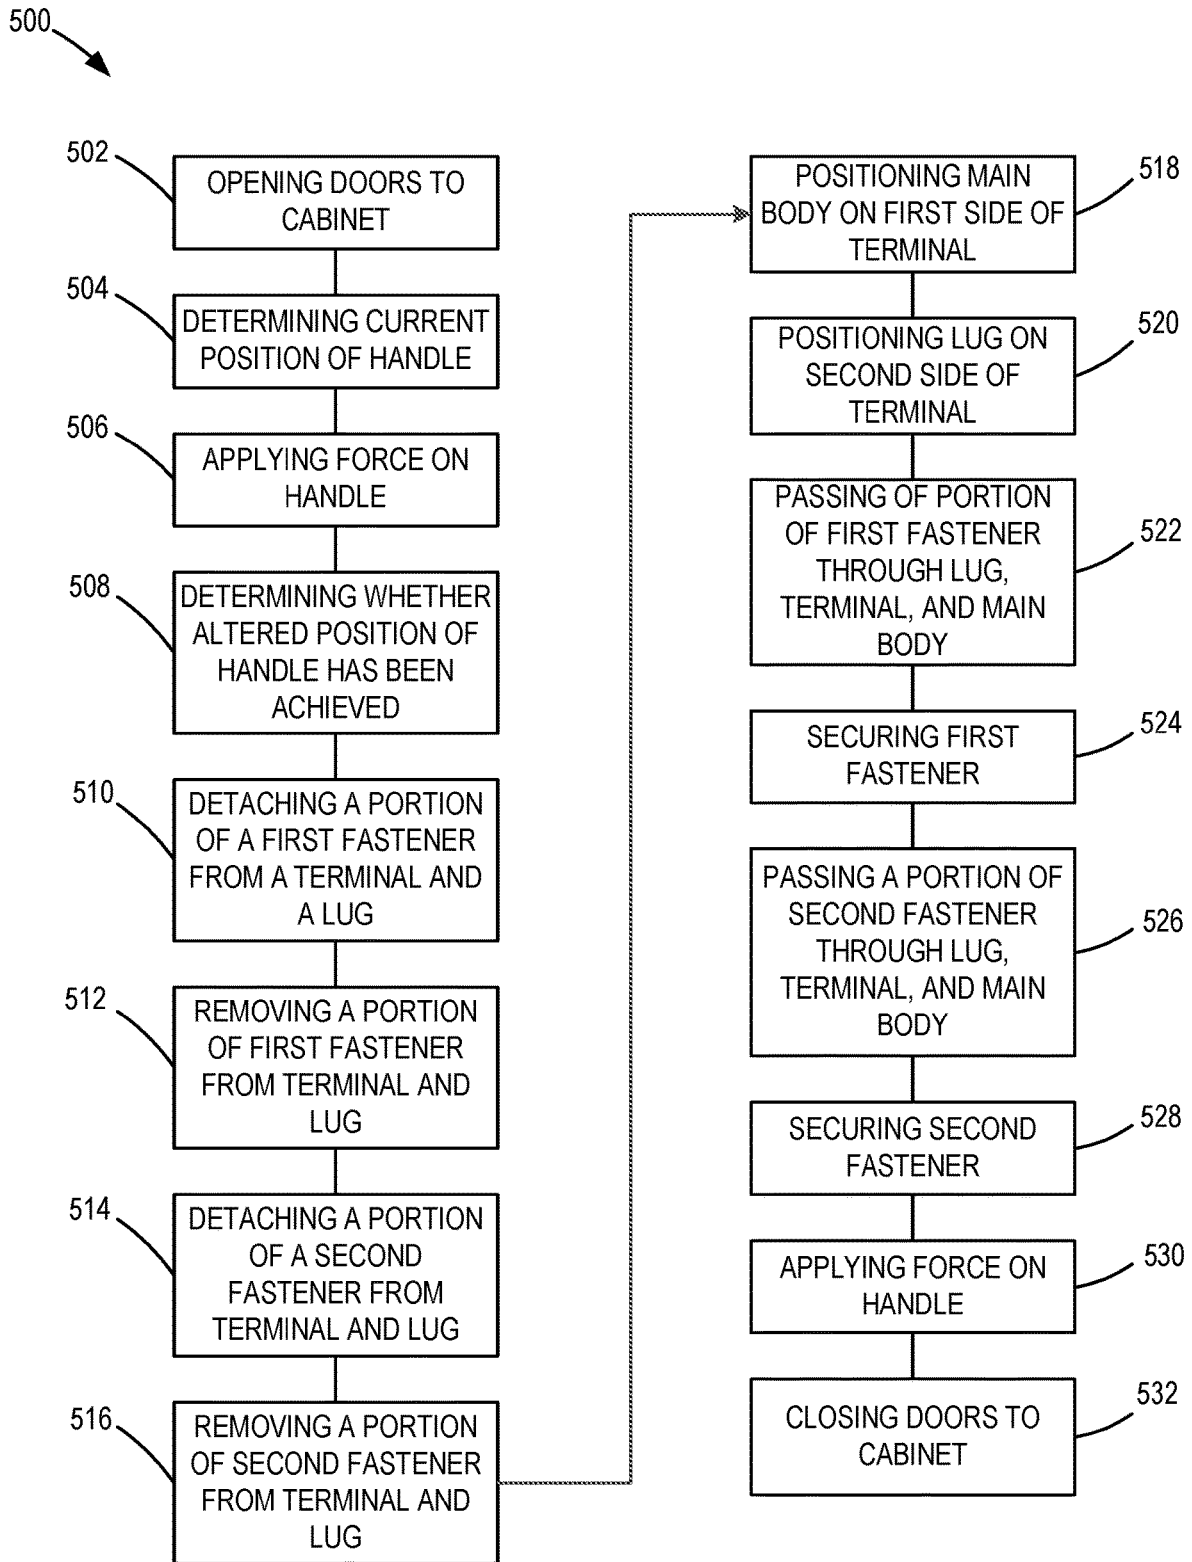 500
502
OPENING DOORS TO
CABINET
504
DETERMINING CURRENT
POSITION OF HANDLE
506
APPLYING FORCE ON
HANDLE
508
DETERMINING WHETHER
ALTERED POSITION OF
HANDLE HAS BEEN
ACHIEVED
510
DETACHING A PORTION
OF A FIRST FASTENER
FROM A TERMINAL AND
A LUG
512
REMOVING A PORTION
OF FIRST FASTENER
FROM TERMINAL AND
LUG
514
DETACHING A PORTION
OF A SECOND
FASTENER FROM
TERMINAL AND LUG
516
REMOVING A PORTION
OF SECOND FASTENER
FROM TERMINAL AND
LUG
POSITIONING MAIN
BODY ON FIRST SIDE OF
TERMINAL
518
POSITIONING LUG ON
SECOND SIDE OF
TERMINAL
520
PASSING OF PORTION
OF FIRST FASTENER
THROUGH LUG,
TERMINAL, AND MAIN
BODY
522
SECURING FIRST
FASTENER
524
PASSING A PORTION OF
SECOND FASTENER
THROUGH LUG,
TERMINAL, AND MAIN
BODY
526
SECURING SECOND
FASTENER
528
APPLYING FORCE ON
HANDLE
530
CLOSING DOORS TO
CABINET
532